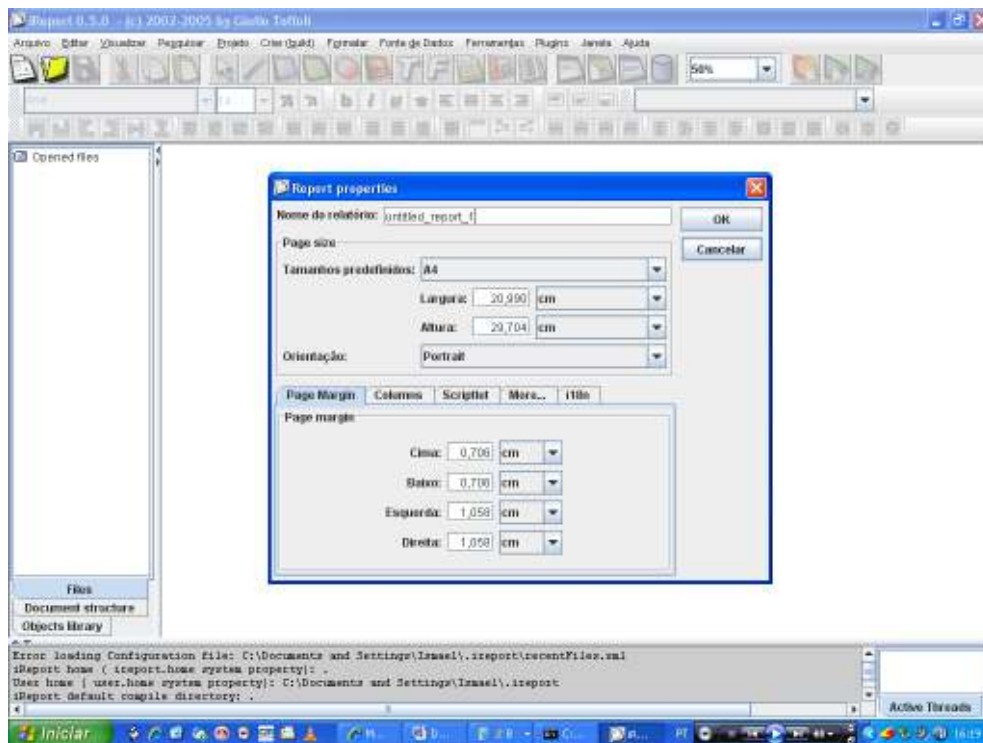 iReport 0.5.0 - (c) 2002-2005 by Giulio Toffoli
Arquivo Editar Visualizar Pesquisar Projeto Criar (build) Formatar Fonte de Dados Ferramentas Plugins Janela Ajuda
50%
Opened files
Report properties
Nome do relatório: untitled_report_1
OK
Page size
Cancelar
Tamanhos predefinidos: A4
Largura: 20,990 cm
Altura: 29,704 cm
Orientação: Portrait
Page Margin Columns Scriptlet More... i18n
Page margin
Cima: 0,706 cm
Baixo: 0,706 cm
Esquerda: 1,058 cm
Direita: 1,058 cm
Files
Document structure
Objects library
Error loading Configuration file: C:\Documents and Settings\Ismael\.ireport\recentFiles.xml
iReport home ( ireport.home system property): .
User home ( user.home system property): C:\Documents and Settings\Ismael\.ireport
iReport default compile directory: .
Active Threads
Iniciar PT 16:19